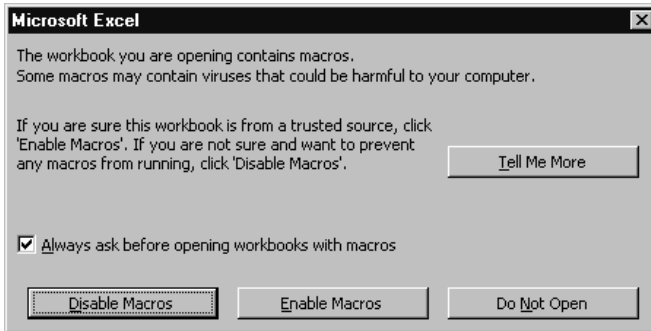 Microsoft Excel
The workbook you are opening contains macros.
Some macros may contain viruses that could be harmful to your computer.
If you are sure this workbook is from a trusted source, click
'Enable Macros'. If you are not sure and want to prevent
any macros from running, click 'Disable Macros'.
Tell Me More
Always ask before opening workbooks with macros
Disable Macros
Enable Macros
Do Not Open